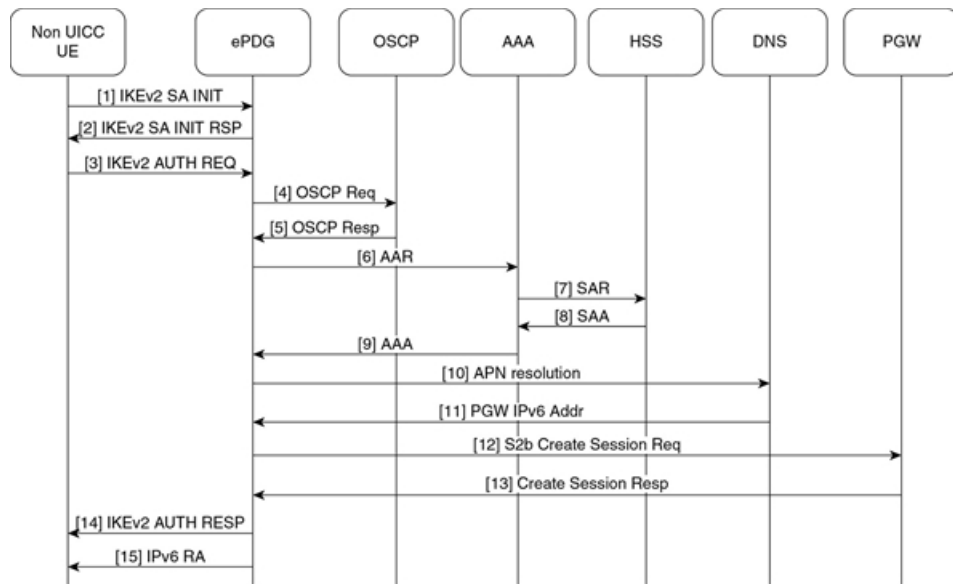 Non UICC
UE
ePDG
OSCP
AAA
HSS
DNS
PGW
[1] IKEv2 SA INIT
[2] IKEv2 SA INIT RSP
[3] IKEv2 AUTH REQ
[4] OSCP Req
[5] OSCP Resp
[6] AAR
[7] SAR
[8] SAA
[9] AAA
[10] APN resolution
[11] PGW IPv6 Addr
[12] S2b Create Session Req
[13] Create Session Resp
[14] IKEv2 AUTH RESP
[15] IPv6 RA